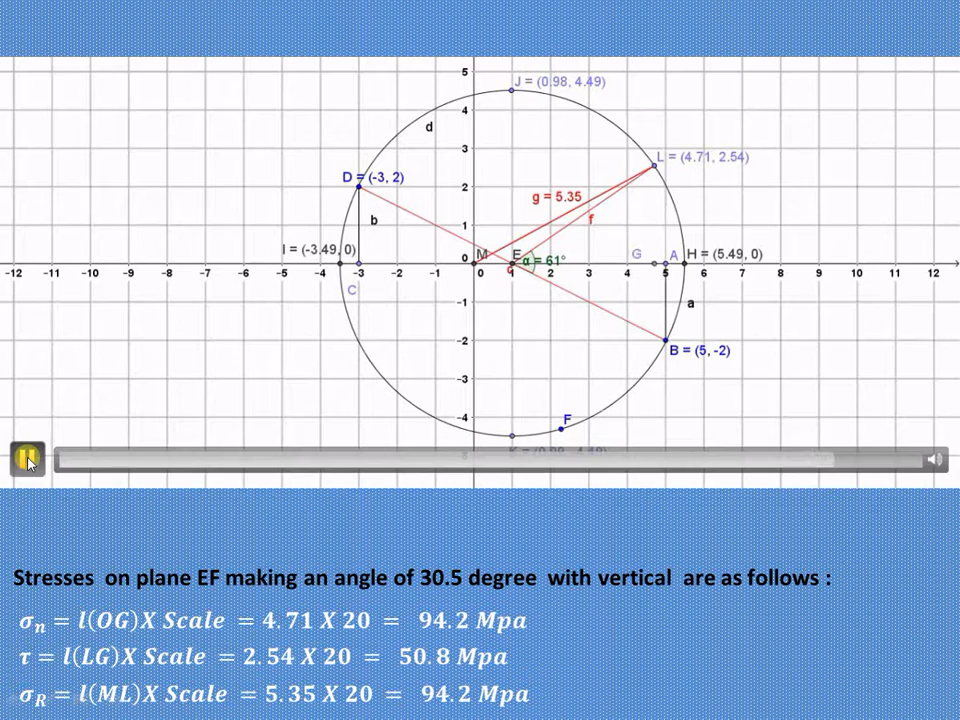 5
J = (0.98, 4.49)
4
d
3
L = (4.71, 2.54)
D = (-3, 2)
2
g = 5.35
b
f
1
I = (-3.49, 0)
0
M
E
α = 61°
G
A
H = (5.49, 0)
-12 -11 -10 -9 -8 -7 -6 -5 -4 -3 -2 -1 0 1 2 3 4 5 6 7 8 9 10 11 12
c
C
-1
a
-2
B = (5, -2)
-3
-4
F
K = (0.98, -4.49)
Stresses on plane EF making an angle of 30.5 degree with vertical are as follows :
σn = l(OG)X Scale = 4.71 X 20 = 94.2 Mpa
τ = l(LG)X Scale = 2.54 X 20 = 50.8 Mpa
σR = l(ML)X Scale = 5.35 X 20 = 94.2 Mpa